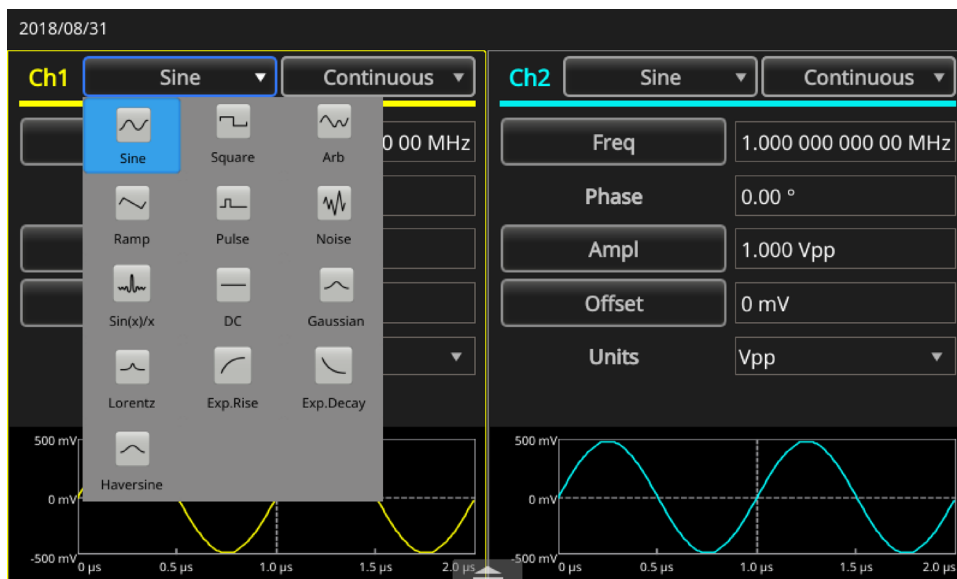 2018/08/31
Ch1 Sine Continuous
Ch2 Sine Continuous
Sine Square Arb
Ramp Pulse Noise
Sin(x)/x DC Gaussian
Lorentz Exp.Rise Exp.Decay
Haversine
0 00 MHz
Freq 1.000 000 000 00 MHz
Phase 0.00 °
Ampl 1.000 Vpp
Offset 0 mV
Units Vpp
500 mV
0 mV
-500 mV
0 µs 0.5 µs 1.0 µs 1.5 µs 2.0 µs
500 mV
0 mV
-500 mV
0 µs 0.5 µs 1.0 µs 1.5 µs 2.0 µs